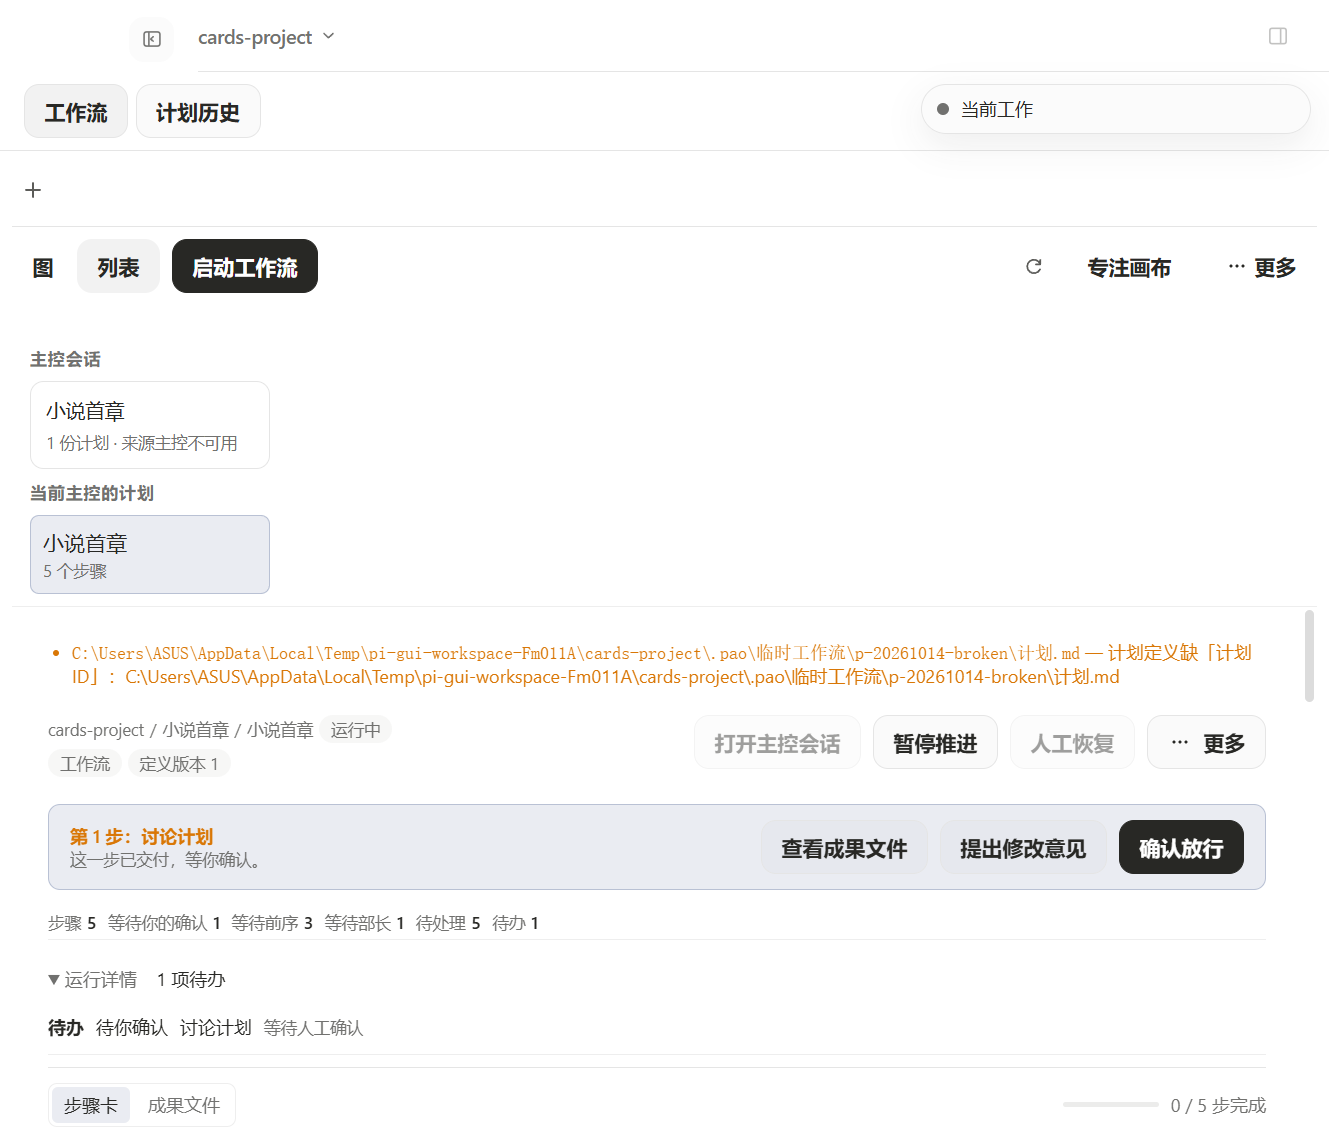 cards-project
工作流
计划历史
当前工作
图
列表
启动工作流
专注画布
··· 更多
主控会话
小说首章
1 份计划 · 来源主控不可用
当前主控的计划
小说首章
5 个步骤
• C:\Users\ASUS\AppData\Local\Temp\pi-gui-workspace-Fm011A\cards-project\.pao\临时工作流\p-20261014-broken\计划.md — 计划定义缺「计划
ID」：C:\Users\ASUS\AppData\Local\Temp\pi-gui-workspace-Fm011A\cards-project\.pao\临时工作流\p-20261014-broken\计划.md
cards-project / 小说首章 / 小说首章 运行中
工作流 定义版本 1
打开主控会话
暂停推进
人工恢复
··· 更多
第 1 步：讨论计划
这一步已交付，等你确认。
查看成果文件
提出修改意见
确认放行
步骤 5 等待你的确认 1 等待前序 3 等待部长 1 待处理 5 待办 1
▼运行详情 1 项待办
待办 待你确认 讨论计划 等待人工确认
步骤卡 成果文件
0 / 5 步完成